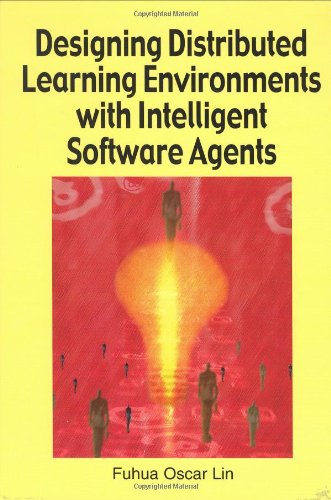 Designing Distributed
Learning Environments
with Intelligent
Software Agents
Fuhua Oscar Lin